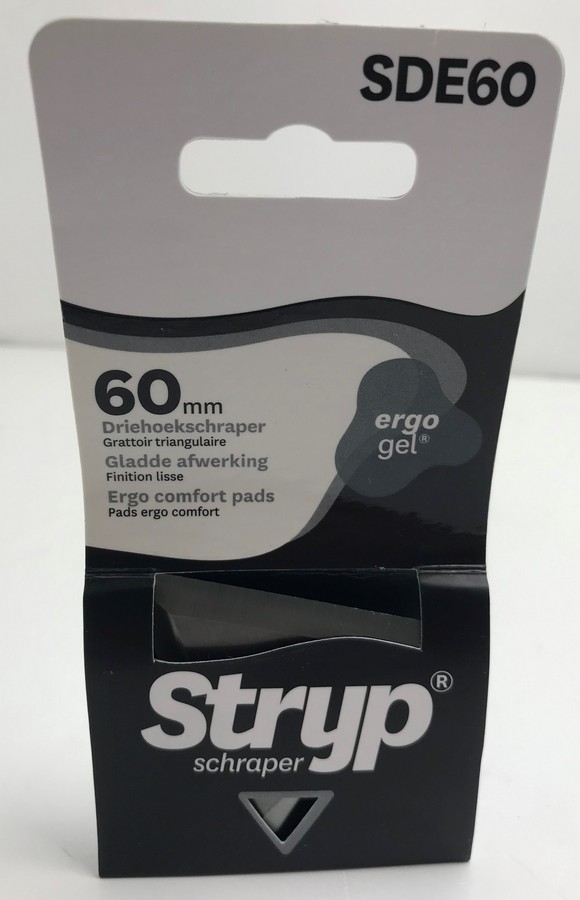 SDE60
60mm
Driehoekschraper
Grattoir triangulaire
Gladde afwerking
Finition lisse
Ergo comfort pads
Pads ergo comfort
ergo
gel®
Stryp®
schraper